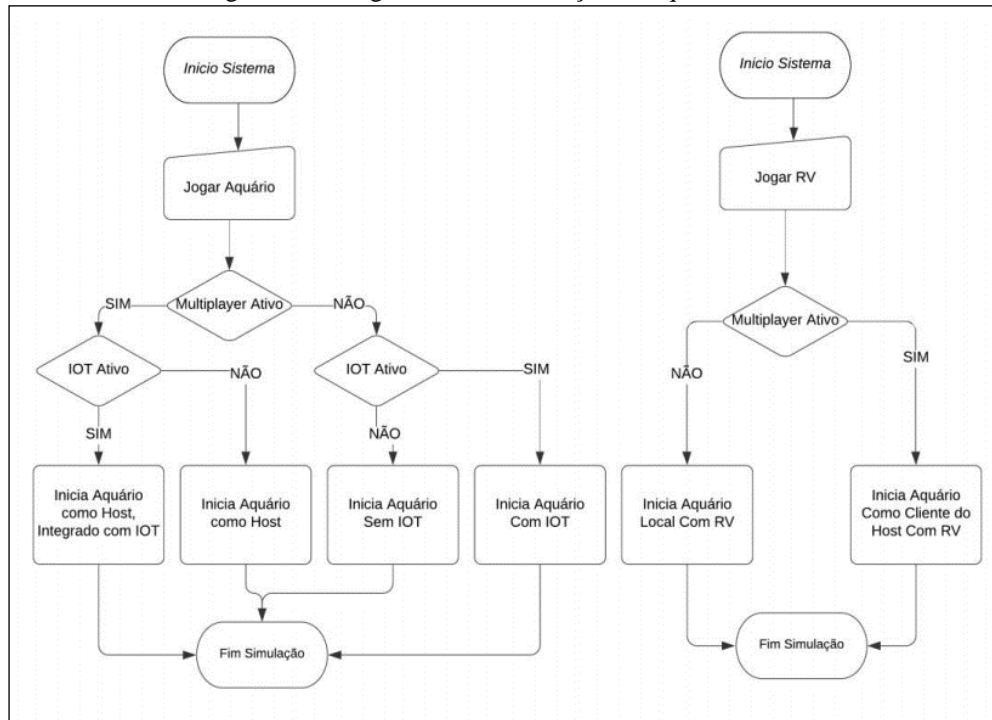 Inicio Sistema
Jogar Aquário
Multiplayer Ativo
SIM
NÃO
IOT Ativo
NÃO
SIM
IOT Ativo
SIM
NÃO
Inicia Aquário
como Host,
Integrado com IOT
Inicia Aquário
como Host
Inicia Aquário
Sem IOT
Inicia Aquário
Com IOT
Fim Simulação
Inicio Sistema
Jogar RV
Multiplayer Ativo
NÃO
SIM
Inicia Aquário
Local Com RV
Inicia Aquário
Como Cliente do
Host Com RV
Fim Simulação